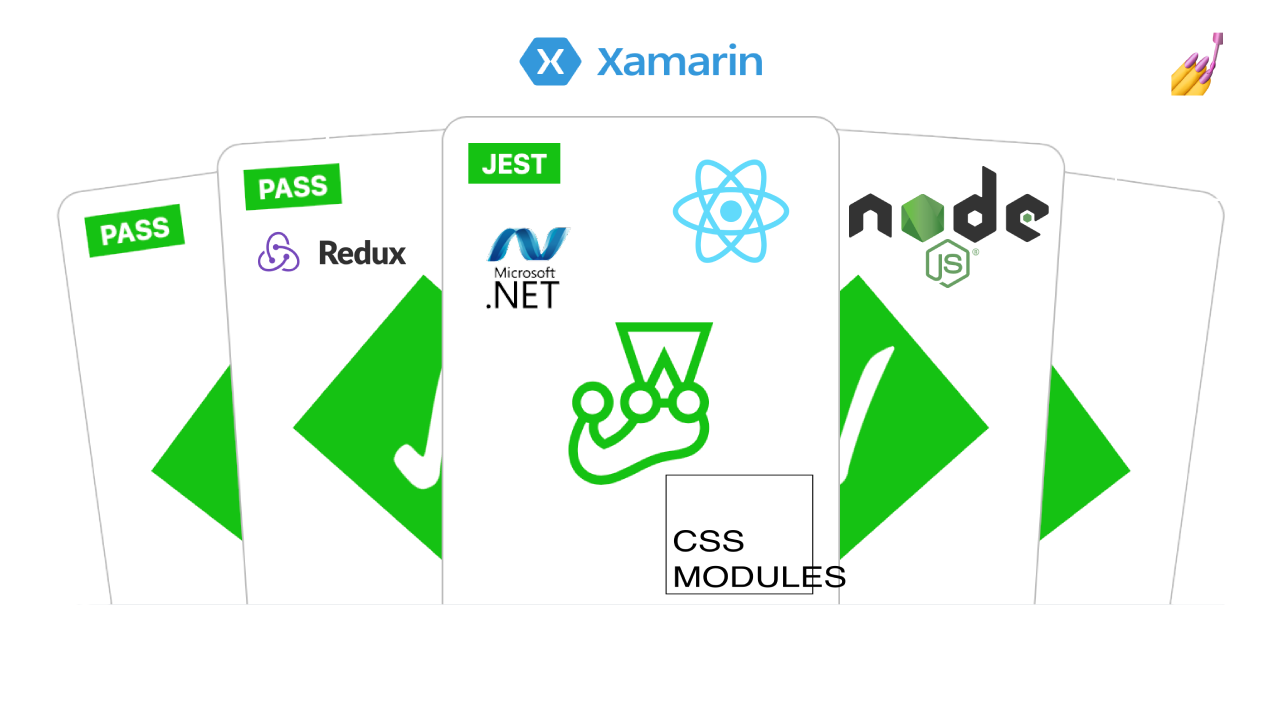 Xamarin
JEST
PASS
PASS
Redux
Microsoft
.NET
node
JS
®
CSS
MODULES